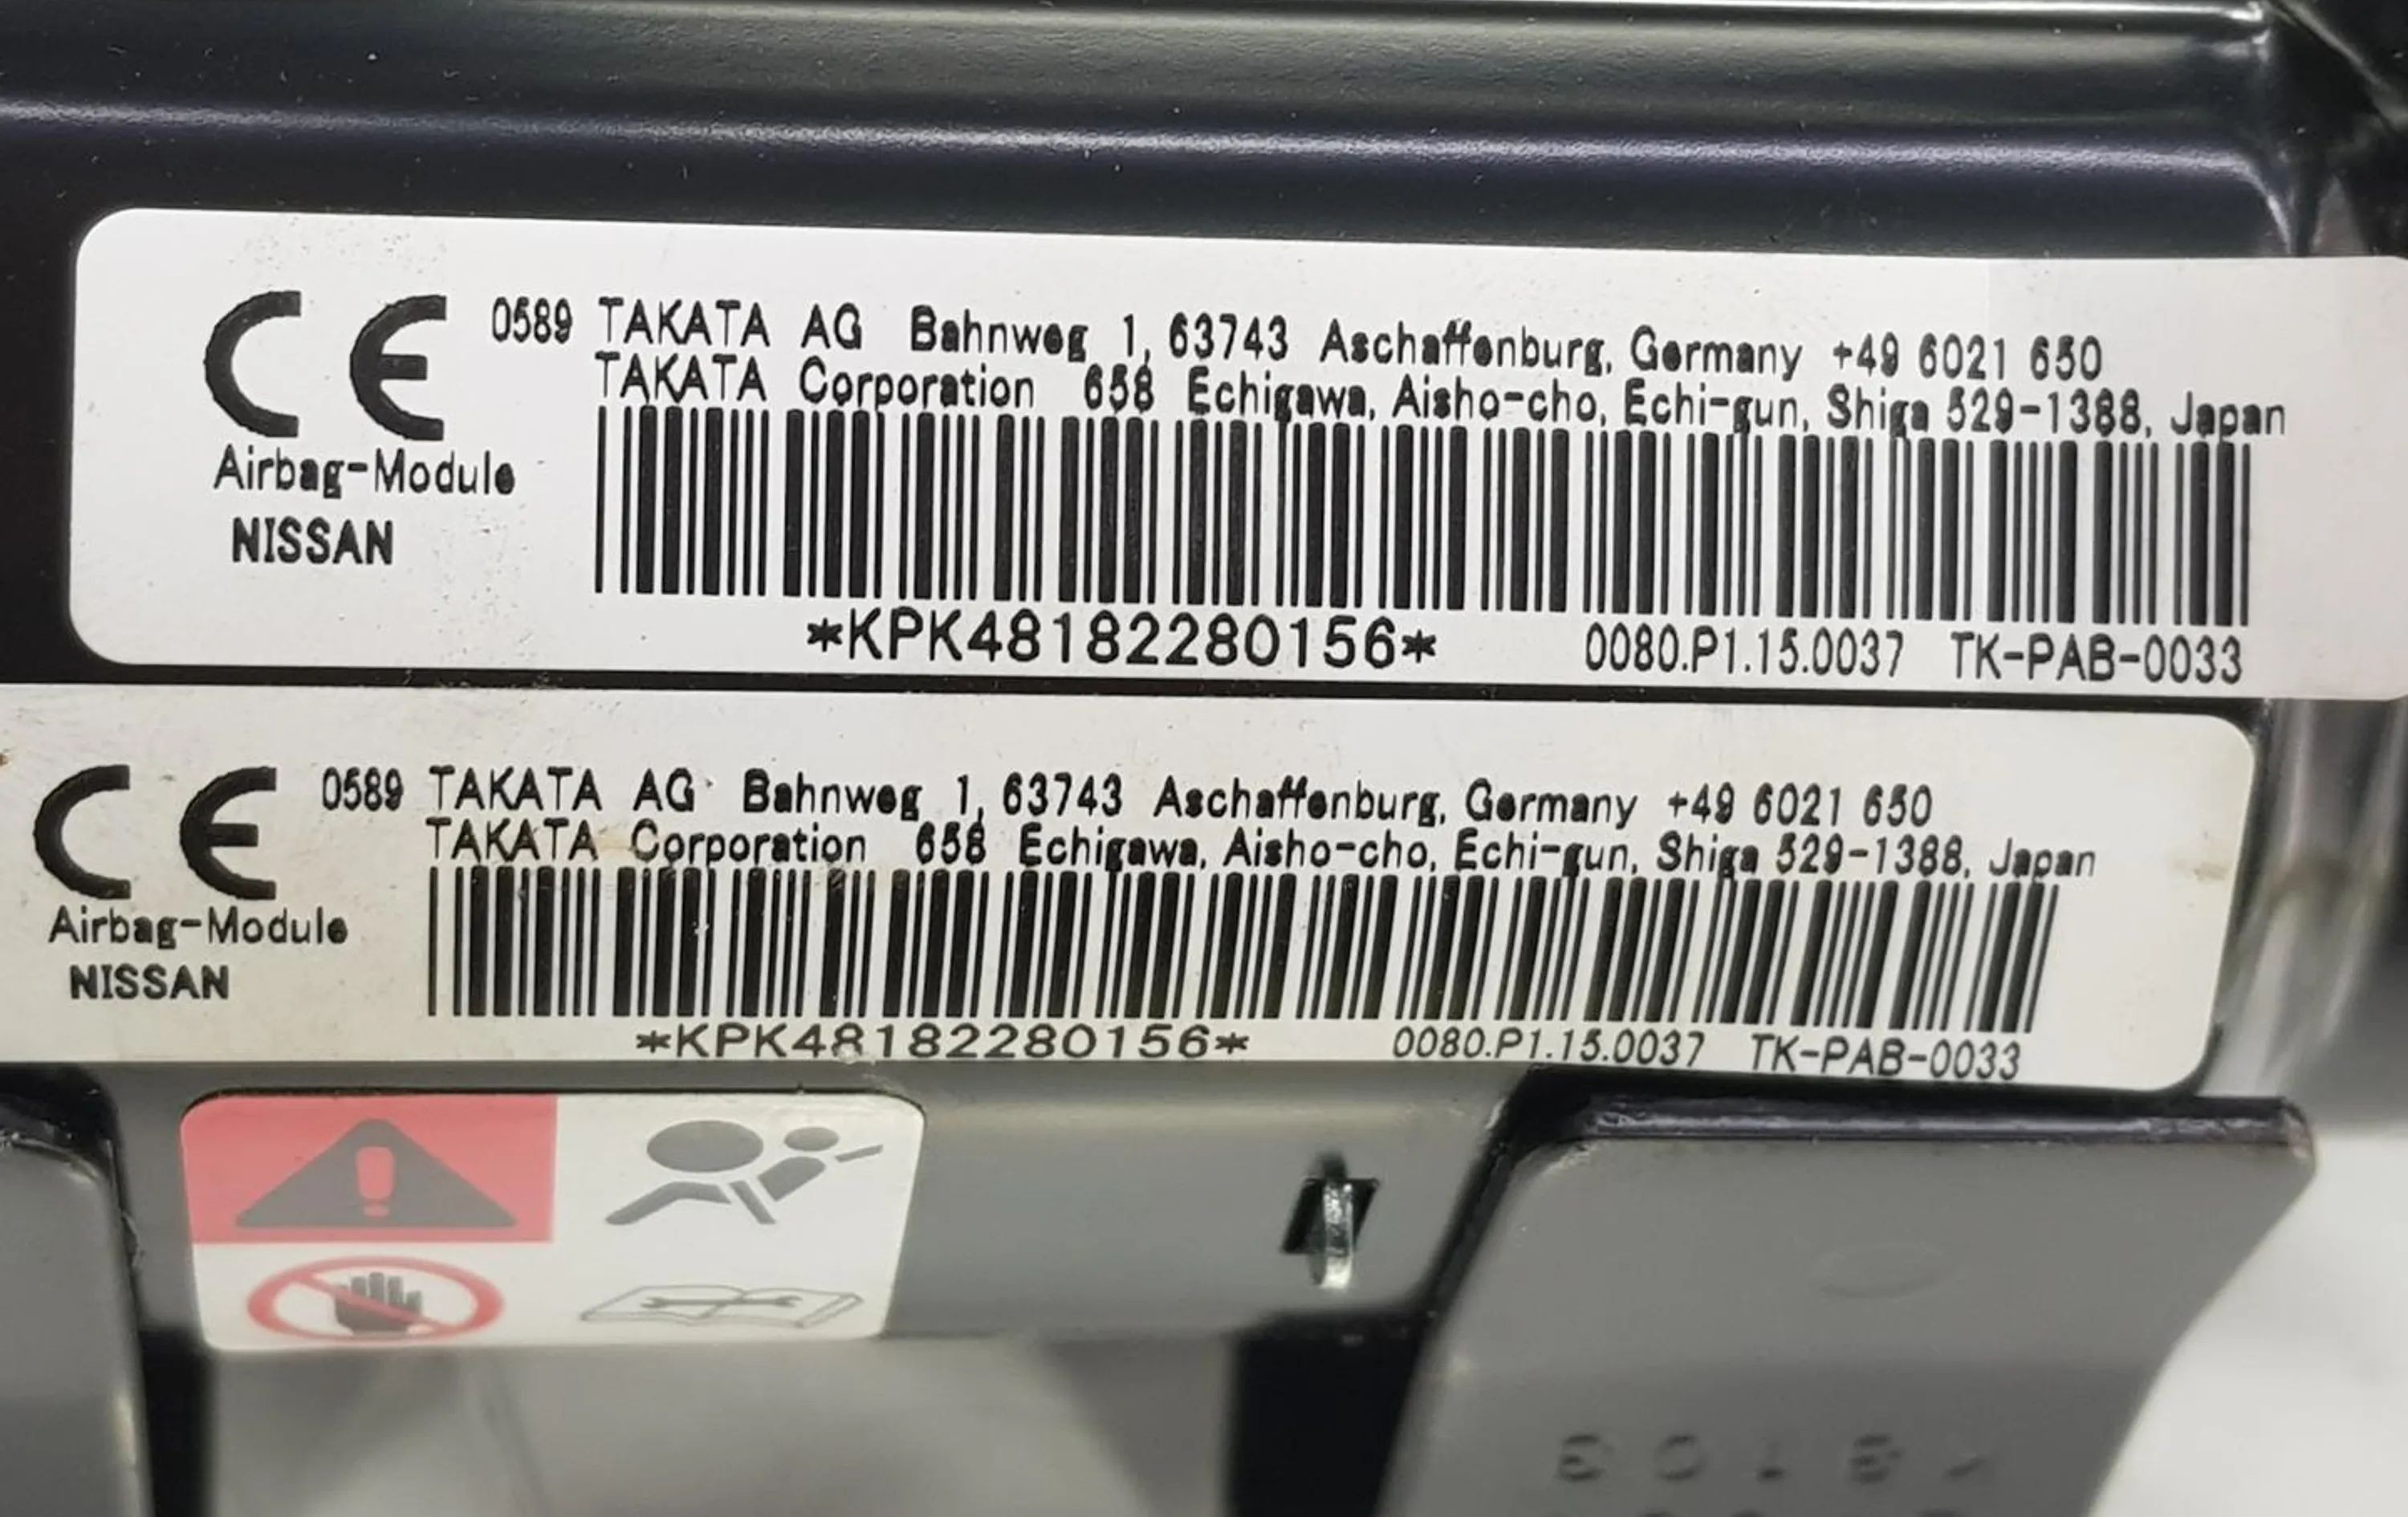 CE 0589 TAKATA AG Bahnweg 1, 63743 Aschaffenburg, Germany +49 6021 650
TAKATA Corporation 658 Echigawa, Aisho-cho, Echi-gun, Shiga 529-1388, Japan
Airbag-Module
NISSAN
*KPK48182280156* 0080.P1.15.0037 TK-PAB-0033
CE 0589 TAKATA AG Bahnweg 1, 63743 Aschaffenburg, Germany +49 6021 650
TAKATA Corporation 658 Echigawa, Aisho-cho, Echi-gun, Shiga 529-1388, Japan
Airbag-Module
NISSAN
*KPK48182280156* 0080.P1.15.0037 TK-PAB-0033